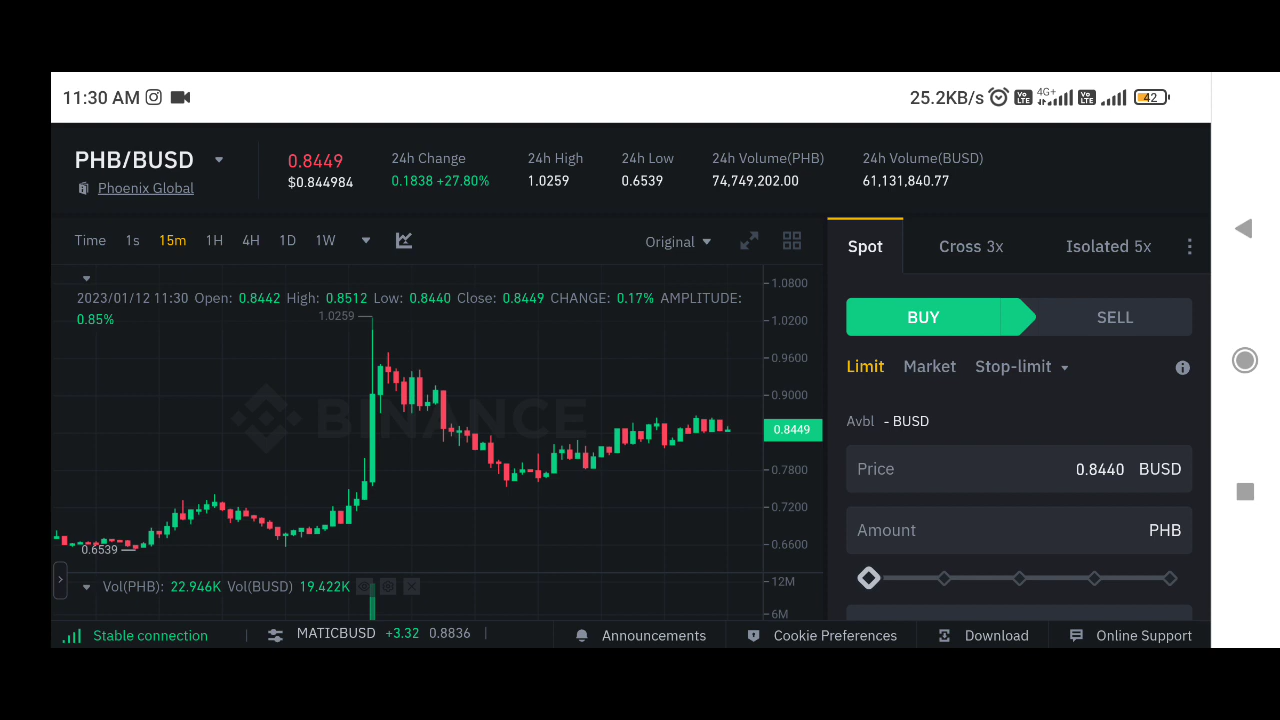 11:30 AM 25.2KB/s Vo LTE 4G+ Vo LTE 42
PHB/BUSD
Phoenix Global
0.8449
$0.844984
24h Change
0.1838 +27.80%
24h High
1.0259
24h Low
0.6539
24h Volume(PHB)
74,749,202.00
24h Volume(BUSD)
61,131,840.77
Time 1s 15m 1H 4H 1D 1W Original
2023/01/12 11:30 Open: 0.8442 High: 0.8512 Low: 0.8440 Close: 0.8449 CHANGE: 0.17% AMPLITUDE:
0.85%
1.0259
0.6539
BINANCE
1.0800
1.0200
0.9600
0.9000
0.8449
0.7800
0.7200
0.6600
Vol(PHB): 22.946K Vol(BUSD) 19.422K
12M
6M
Spot Cross 3x Isolated 5x
BUY SELL
Limit Market Stop-limit
Avbl - BUSD
Price 0.8440 BUSD
Amount PHB
Stable connection MATICBUSD +3.32 0.8836 Announcements Cookie Preferences Download Online Support